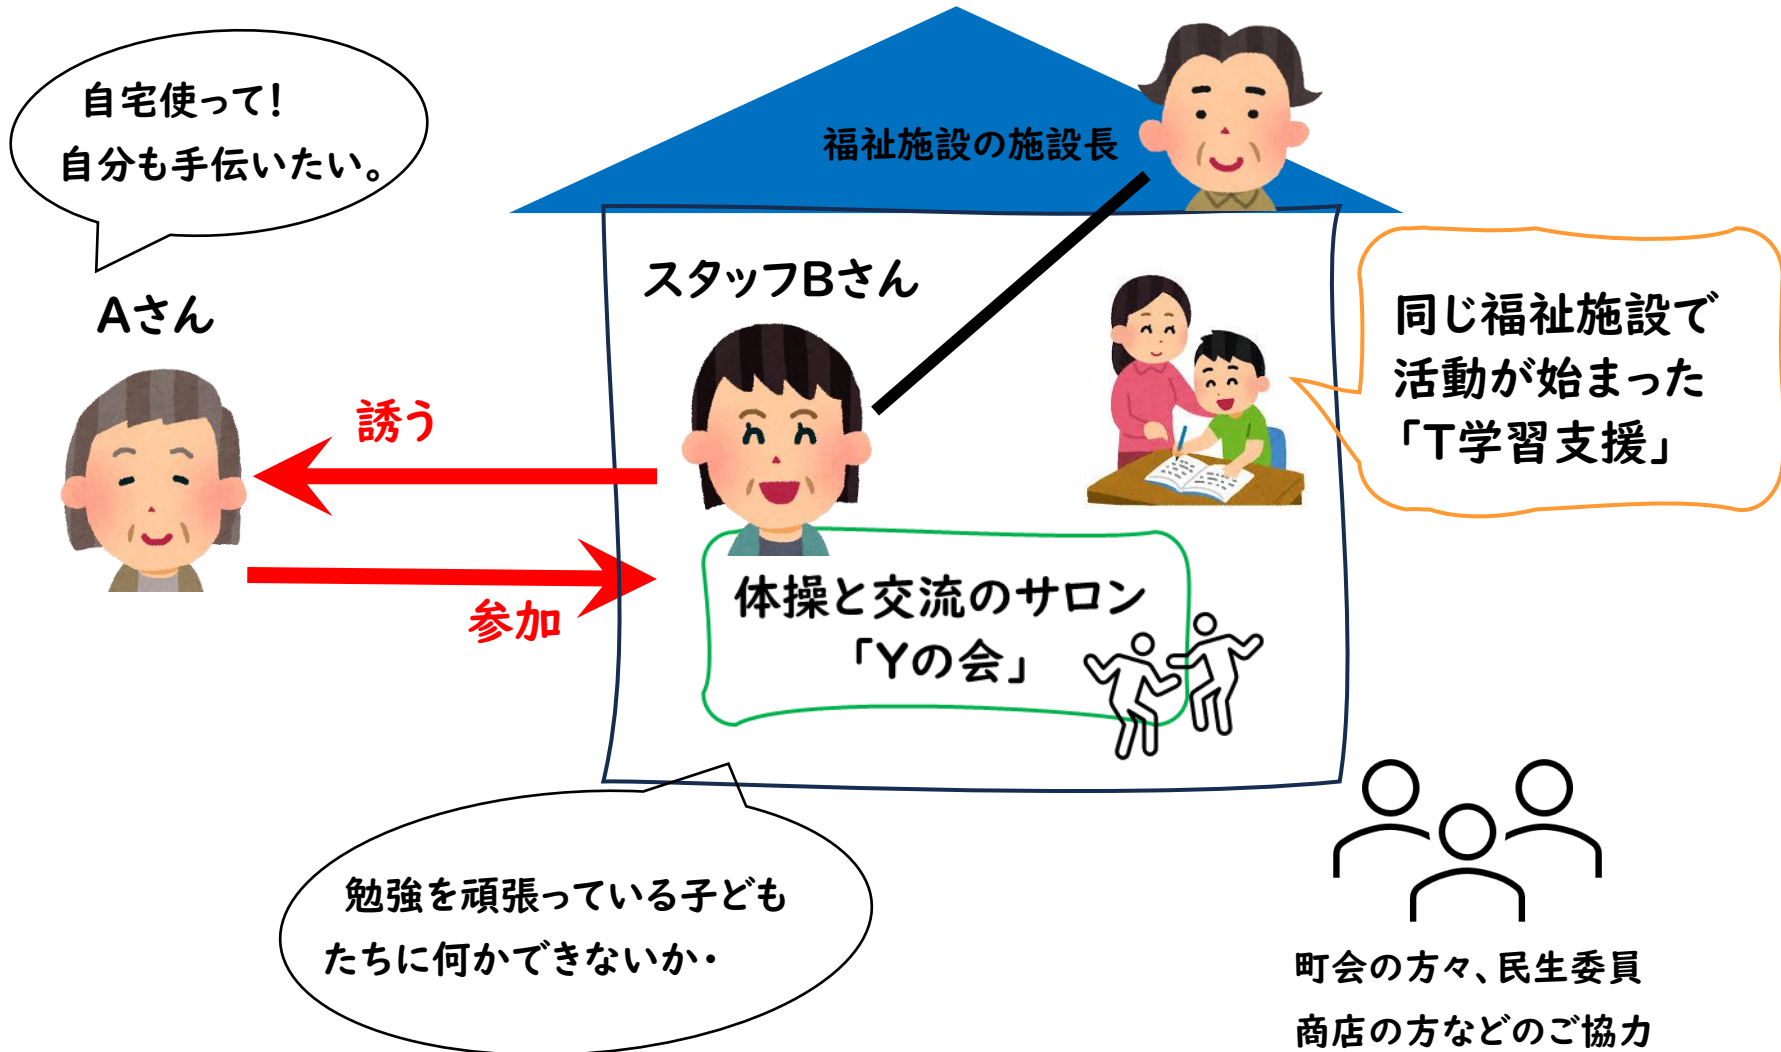 自宅使って!
自分も手伝いたい。
福祉施設の施設長
Aさん
スタッフBさん
同じ福祉施設で
活動が始まった
「T学習支援」
誘う
参加
体操と交流のサロン
「Yの会」
勉強を頑張っている子ども
たちに何かできないか・
町会の方々、民生委員
商店の方などのご協力